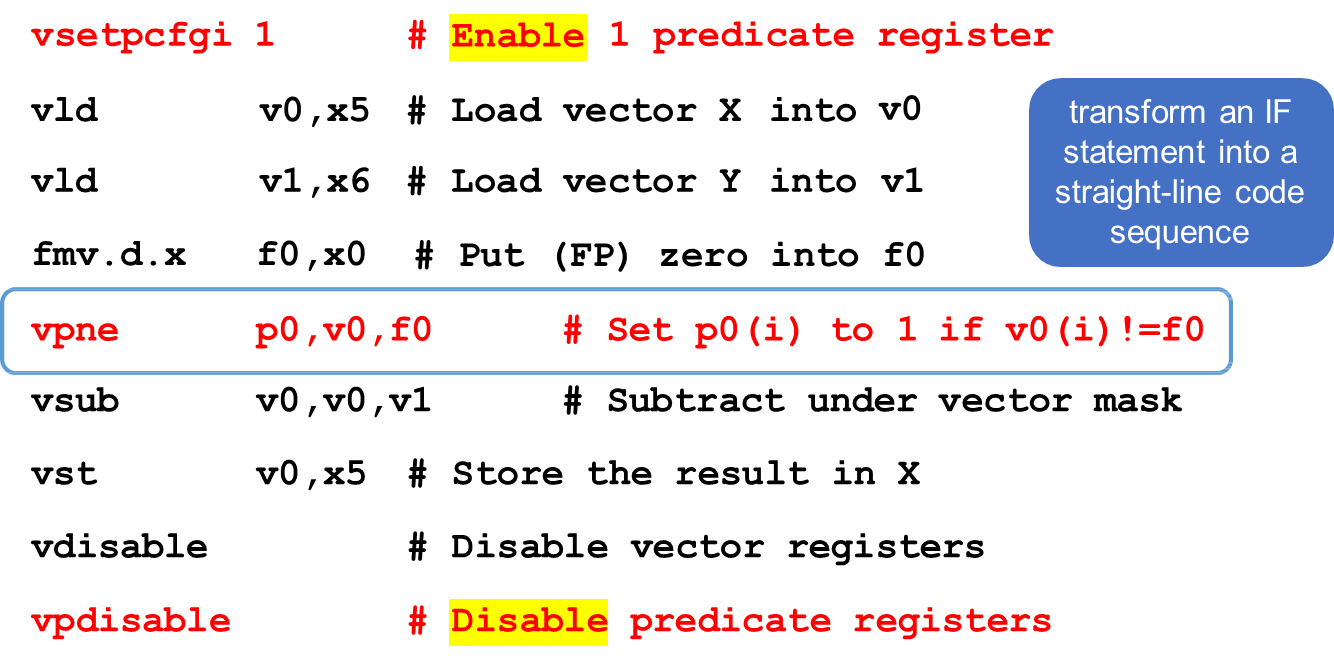 vsetpcfgi 1 # Enable 1 predicate register
vld v0,x5 # Load vector X into v0
vld v1,x6 # Load vector Y into v1
fmv.d.x f0,x0 # Put (FP) zero into f0
vpne p0,v0,f0 # Set p0(i) to 1 if v0(i)!=f0
vsub v0,v0,v1 # Subtract under vector mask
vst v0,x5 # Store the result in X
vdisable # Disable vector registers
vpdisable # Disable predicate registers
transform an IF
statement into a
straight-line code
sequence